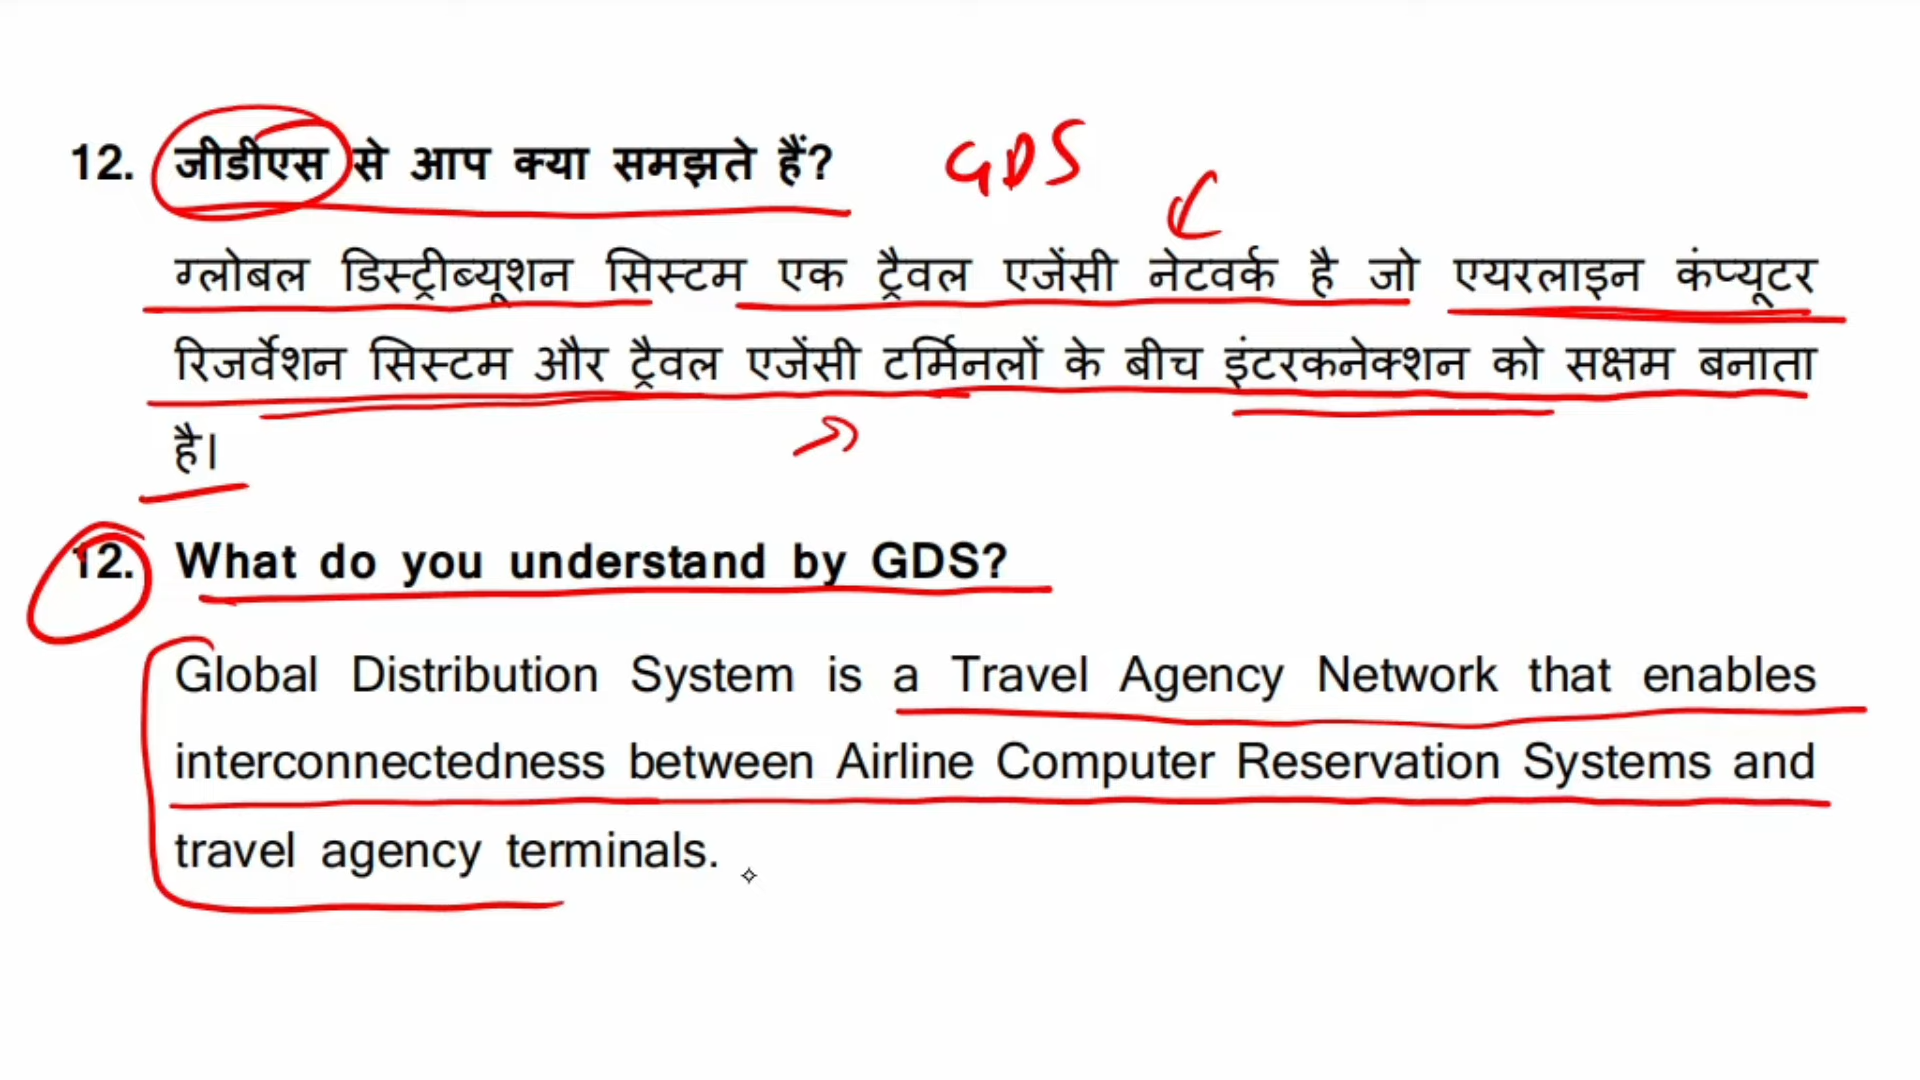 12. जीडीएस से आप क्या समझते हैं? GDS
ग्लोबल डिस्ट्रीब्यूशन सिस्टम एक ट्रैवल एजेंसी नेटवर्क है जो एयरलाइन कंप्यूटर
रिजर्वेशन सिस्टम और ट्रैवल एजेंसी टर्मिनलों के बीच इंटरकनेक्शन को सक्षम बनाता
है।
12. What do you understand by GDS?
Global Distribution System is a Travel Agency Network that enables
interconnectedness between Airline Computer Reservation Systems and
travel agency terminals.